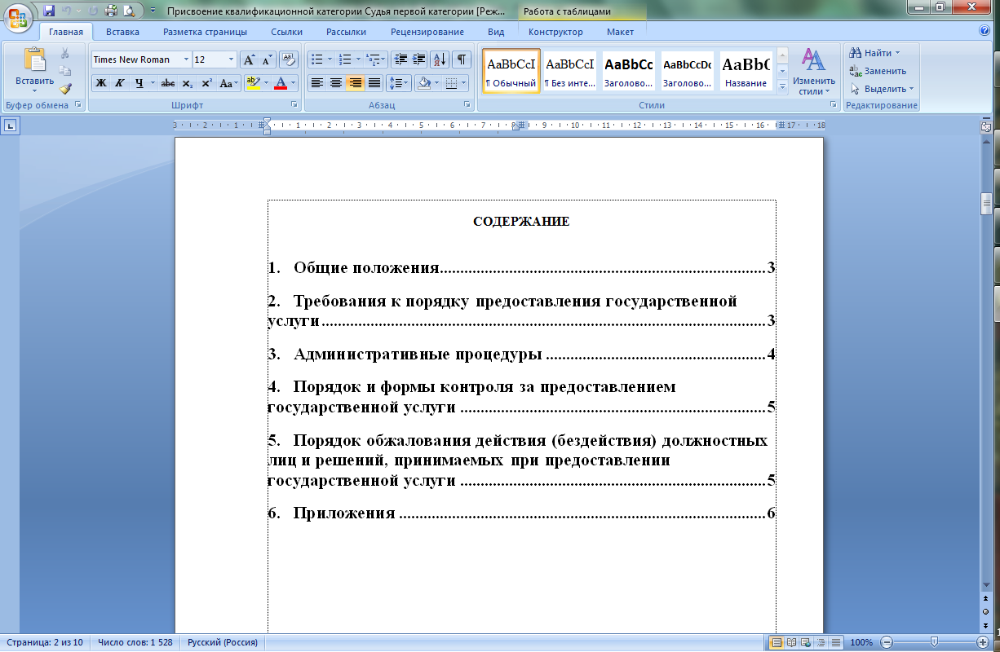 Присвоение квалификационной категории Судья первой категории [Реж...
Работа с таблицами
Главная Вставка Разметка страницы Ссылки Рассылки Рецензирование Вид Конструктор Макет
Times New Roman 12
AaBbCcI AaBbCcI AaBbCc AaBbCcDc AaBbC
¶ Обычный ¶ Без инте... Заголово... Заголово... Название
Вставить
Изменить стили
Найти
Заменить
Выделить
Ж К Ч abc x₂ x² Aa ab А
Буфер обмена Шрифт Абзац Стили Редактирование
3 2 1 1 2 3 4 5 6 7 8 9 10 11 12 13 14 15 16 17 18
СОДЕРЖАНИЕ
1. Общие положения................................................................................3
2. Требования к порядку предоставления государственной
услуги.............................................................................................................3
3. Административные процедуры ......................................................4
4. Порядок и формы контроля за предоставлением
государственной услуги ...........................................................................5
5. Порядок обжалования действия (бездействия) должностных
лиц и решений, принимаемых при предоставлении
государственной услуги ...........................................................................5
6. Приложения ..........................................................................................6
Страница: 2 из 10 Число слов: 1 528 Русский (Россия) 100%